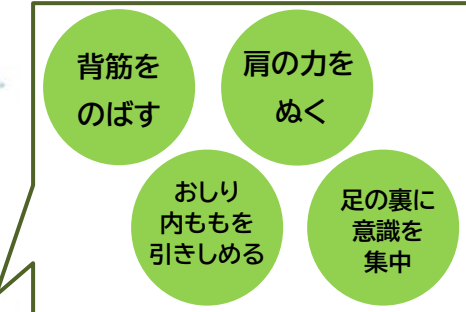 背筋を
のばす
肩の力を
ぬく
おしり
内ももを
引きしめる
足の裏に
意識を
集中